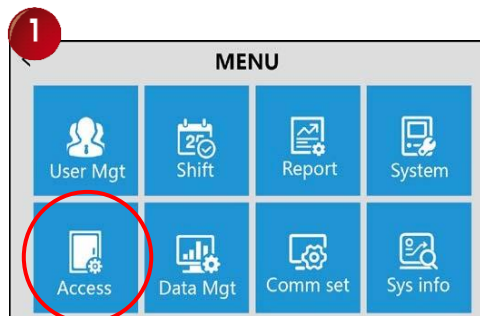 1
MENU
User Mgt
Shift
Report
System
Access
Data Mgt
Comm set
Sys info